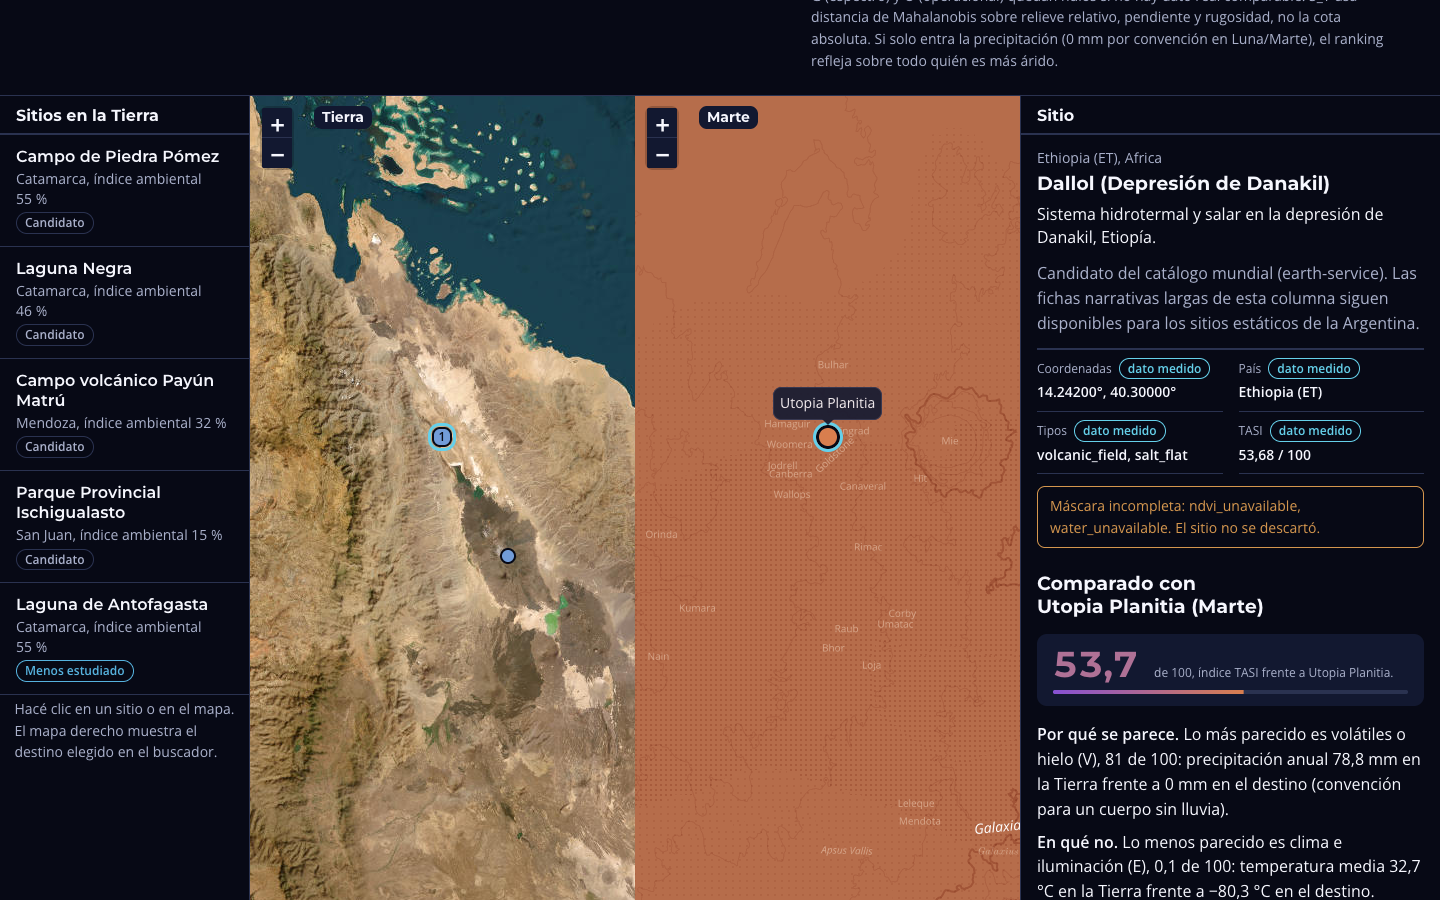 distancia de Mahalanobis sobre relieve relativo, pendiente y rugosidad, no la cota
absoluta. Si solo entra la precipitación (0 mm por convención en Luna/Marte), el ranking
refleja sobre todo quién es más árido.
Sitios en la Tierra
Campo de Piedra Pómez
Catamarca, índice ambiental
55 %
Candidato
Laguna Negra
Catamarca, índice ambiental
46 %
Candidato
Campo volcánico Payún
Matrú
Mendoza, índice ambiental 32 %
Candidato
Parque Provincial
Ischigualasto
San Juan, índice ambiental 15 %
Candidato
Laguna de Antofagasta
Catamarca, índice ambiental
55 %
Menos estudiado
Hacé clic en un sitio o en el mapa.
El mapa derecho muestra el
destino elegido en el buscador.
+
−
Tierra
1
+
−
Marte
Bulhar
Utopia Planitia
Hamaguir
Woomera
Jodrell
Canberra
Wallops
Goldstone
Canaveral
Hit
Mie
Orinda
Rimac
Kumara
Corby
Umatac
Raub
Bhor
Nain
Loja
Leleque
Mendota
Galaxia
Apsus Vallis
Sitio
Ethiopia (ET), Africa
Dallol (Depresión de Danakil)
Sistema hidrotermal y salar en la depresión de
Danakil, Etiopía.
Candidato del catálogo mundial (earth-service). Las
fichas narrativas largas de esta columna siguen
disponibles para los sitios estáticos de la Argentina.
Coordenadas dato medido
14.24200°, 40.30000°
País dato medido
Ethiopia (ET)
Tipos dato medido
volcanic_field, salt_flat
TASI dato medido
53,68 / 100
Máscara incompleta: ndvi_unavailable,
water_unavailable. El sitio no se descartó.
Comparado con
Utopia Planitia (Marte)
53,7 de 100, índice TASI frente a Utopia Planitia.
Por qué se parece. Lo más parecido es volátiles o
hielo (V), 81 de 100: precipitación anual 78,8 mm en
la Tierra frente a 0 mm en el destino (convención
para un cuerpo sin lluvia).
En qué no. Lo menos parecido es clima e
iluminación (E), 0,1 de 100: temperatura media 32,7
°C en la Tierra frente a −80,3 °C en el destino.